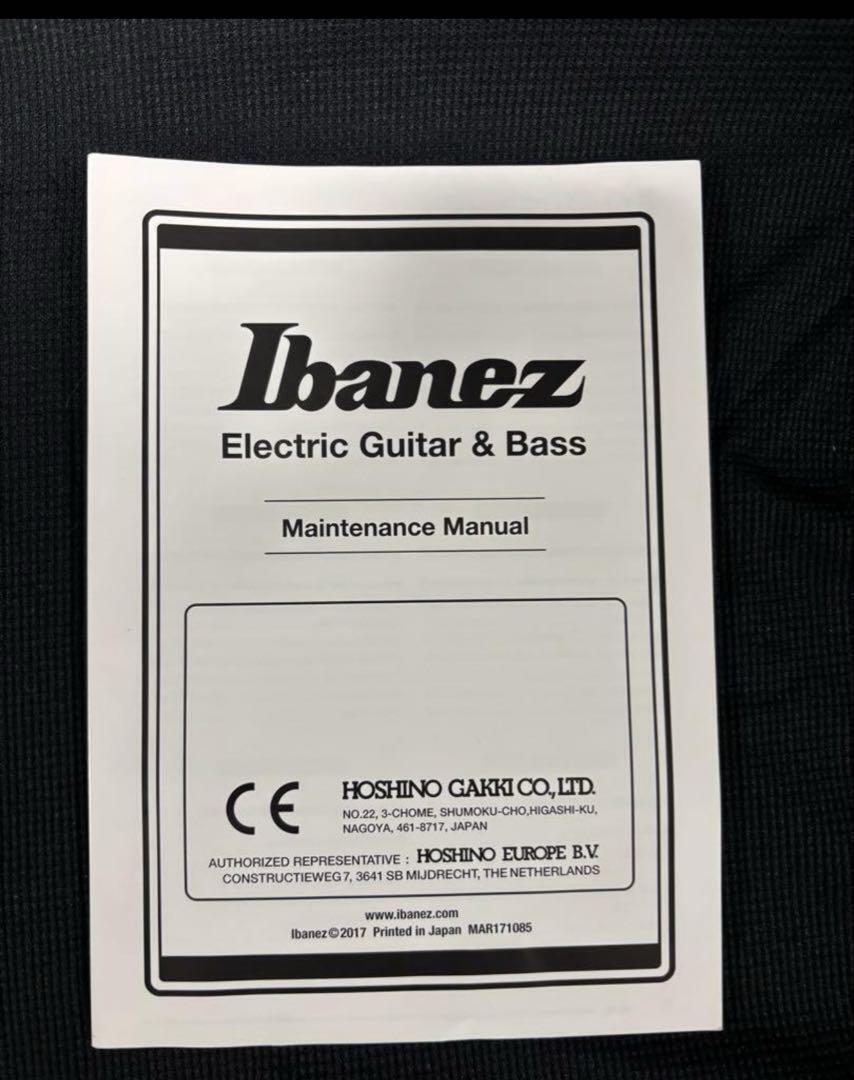 Ibanez
Electric Guitar & Bass
Maintenance Manual
CE
HOSHINO GAKKI CO., LTD.
NO.22, 3-CHOME, SHUMOKU-CHO,HIGASHI-KU,
NAGOYA, 461-8717, JAPAN
AUTHORIZED REPRESENTATIVE : HOSHINO EUROPE B.V.
CONSTRUCTIEWEG 7, 3641 SB MIJDRECHT, THE NETHERLANDS
www.ibanez.com
Ibanez©2017 Printed in Japan MAR171085